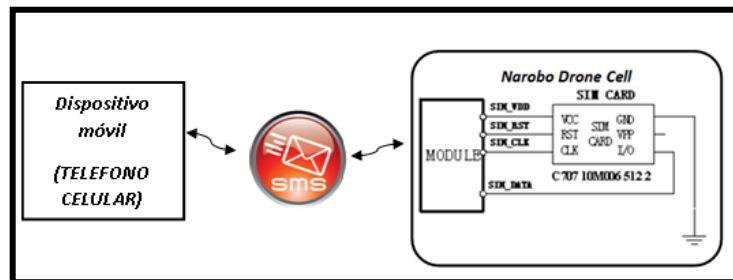 Dispositivo
móvil
(TELEFONO
CELULAR)
sms
Narobo Drone Cell
SIM CARD
MODULE
SIM_VDD
SIM_RST
SIM_CLK
SIM_DATA
VCC GND
RST SIM VPP
CLK CARD I/O
C707 10M006 512 2